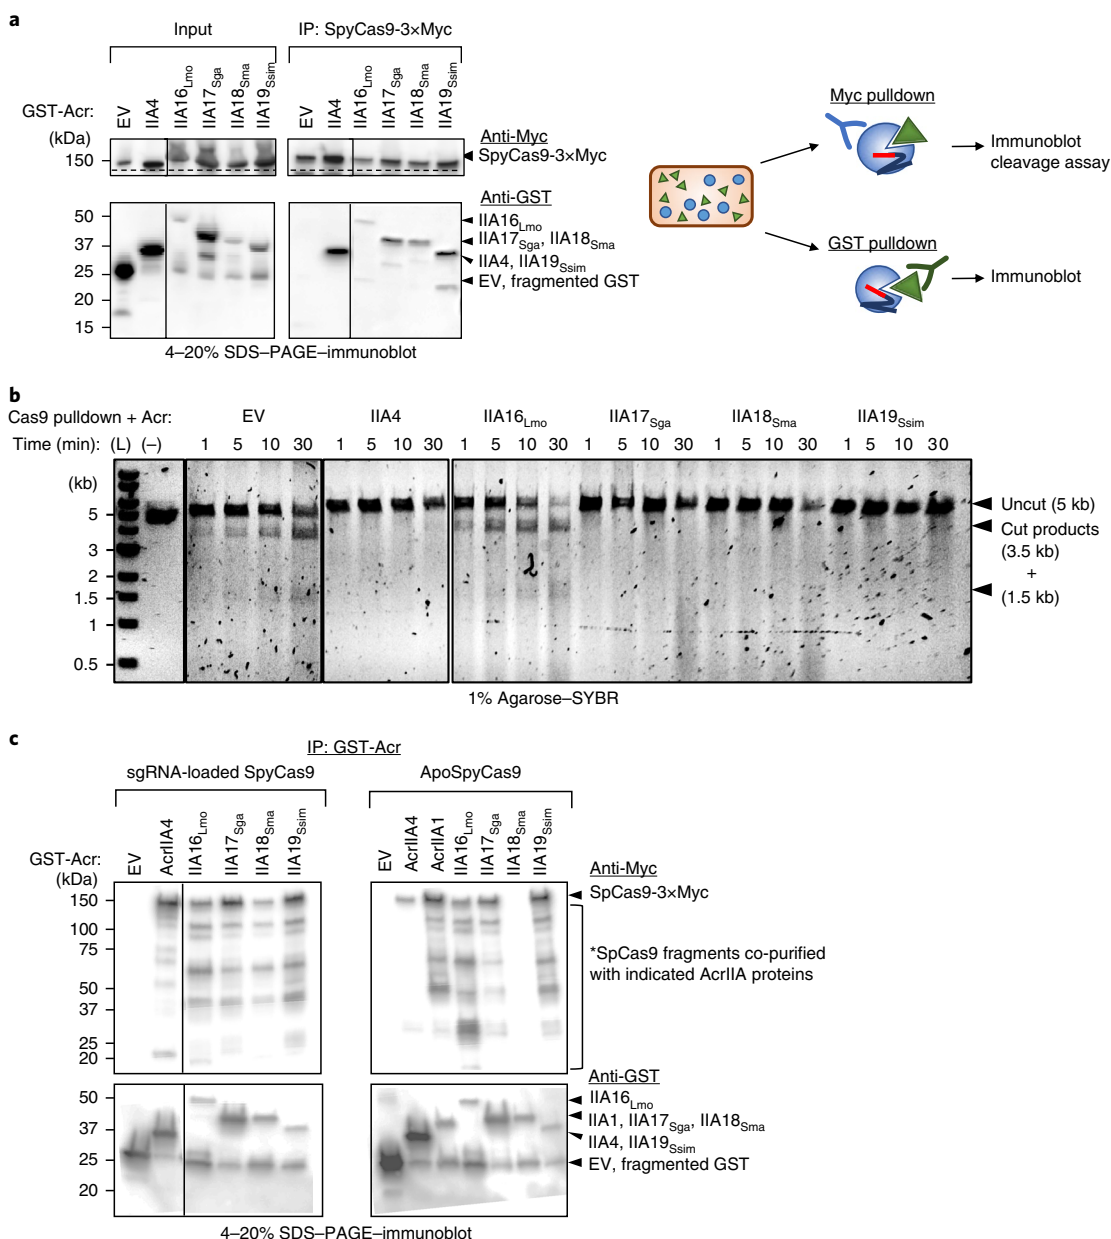 a
Input
IP: SpyCas9-3×Myc
GST-Acr:
EV
IIA4
IIA16Lmo
IIA17Sga
IIA18Sma
IIA19Ssim
EV
IIA4
IIA16Lmo
IIA17Sga
IIA18Sma
IIA19Ssim
(kDa)
150
Anti-Myc
SpyCas9-3×Myc
Anti-GST
50
37
25
20
15
IIA16Lmo
IIA17Sga, IIA18Sma
IIA4, IIA19Ssim
EV, fragmented GST
4–20% SDS–PAGE–immunoblot
Myc pulldown
Immunoblot
cleavage assay
GST pulldown
Immunoblot
b
Cas9 pulldown + Acr: EV IIA4 IIA16Lmo IIA17Sga IIA18Sma IIA19Ssim
Time (min): (L) (–) 1 5 10 30 1 5 10 30 1 5 10 30 1 5 10 30 1 5 10 30 1 5 10 30
(kb)
5
3
2
1.5
1
0.5
Uncut (5 kb)
Cut products
(3.5 kb)
+
(1.5 kb)
1% Agarose–SYBR
c
IP: GST-Acr
sgRNA-loaded SpyCas9
ApoSpyCas9
GST-Acr:
EV
AcrIIA4
IIA16Lmo
IIA17Sga
IIA18Sma
IIA19Ssim
EV
AcrIIA4
AcrIIA1
IIA16Lmo
IIA17Sga
IIA18Sma
IIA19Ssim
(kDa)
150
100
75
50
37
25
20
Anti-Myc
SpCas9-3×Myc
*SpCas9 fragments co-purified
with indicated AcrIIA proteins
Anti-GST
50
37
25
20
IIA16Lmo
IIA1, IIA17Sga, IIA18Sma
IIA4, IIA19Ssim
EV, fragmented GST
4–20% SDS–PAGE–immunoblot